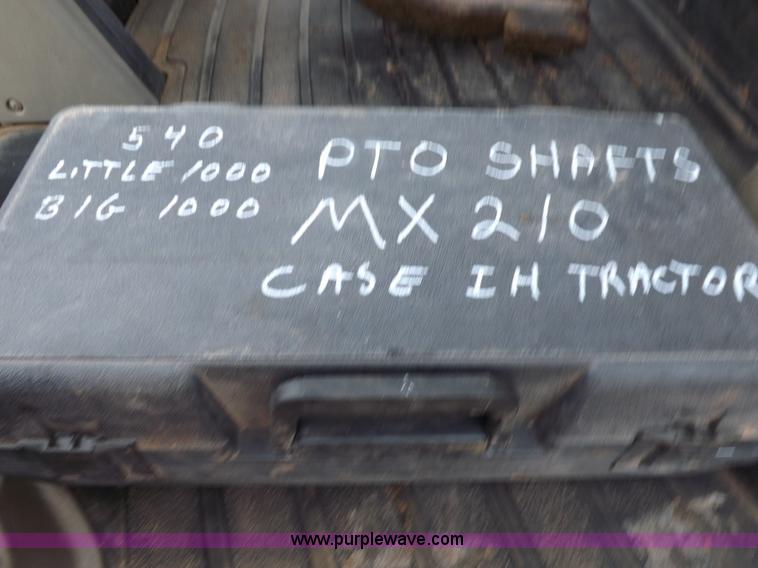 540
LITTLE 1000
BIG 1000
PTO SHAFTS
MX 210
CASE IH TRACTOR
www.purplewave.com